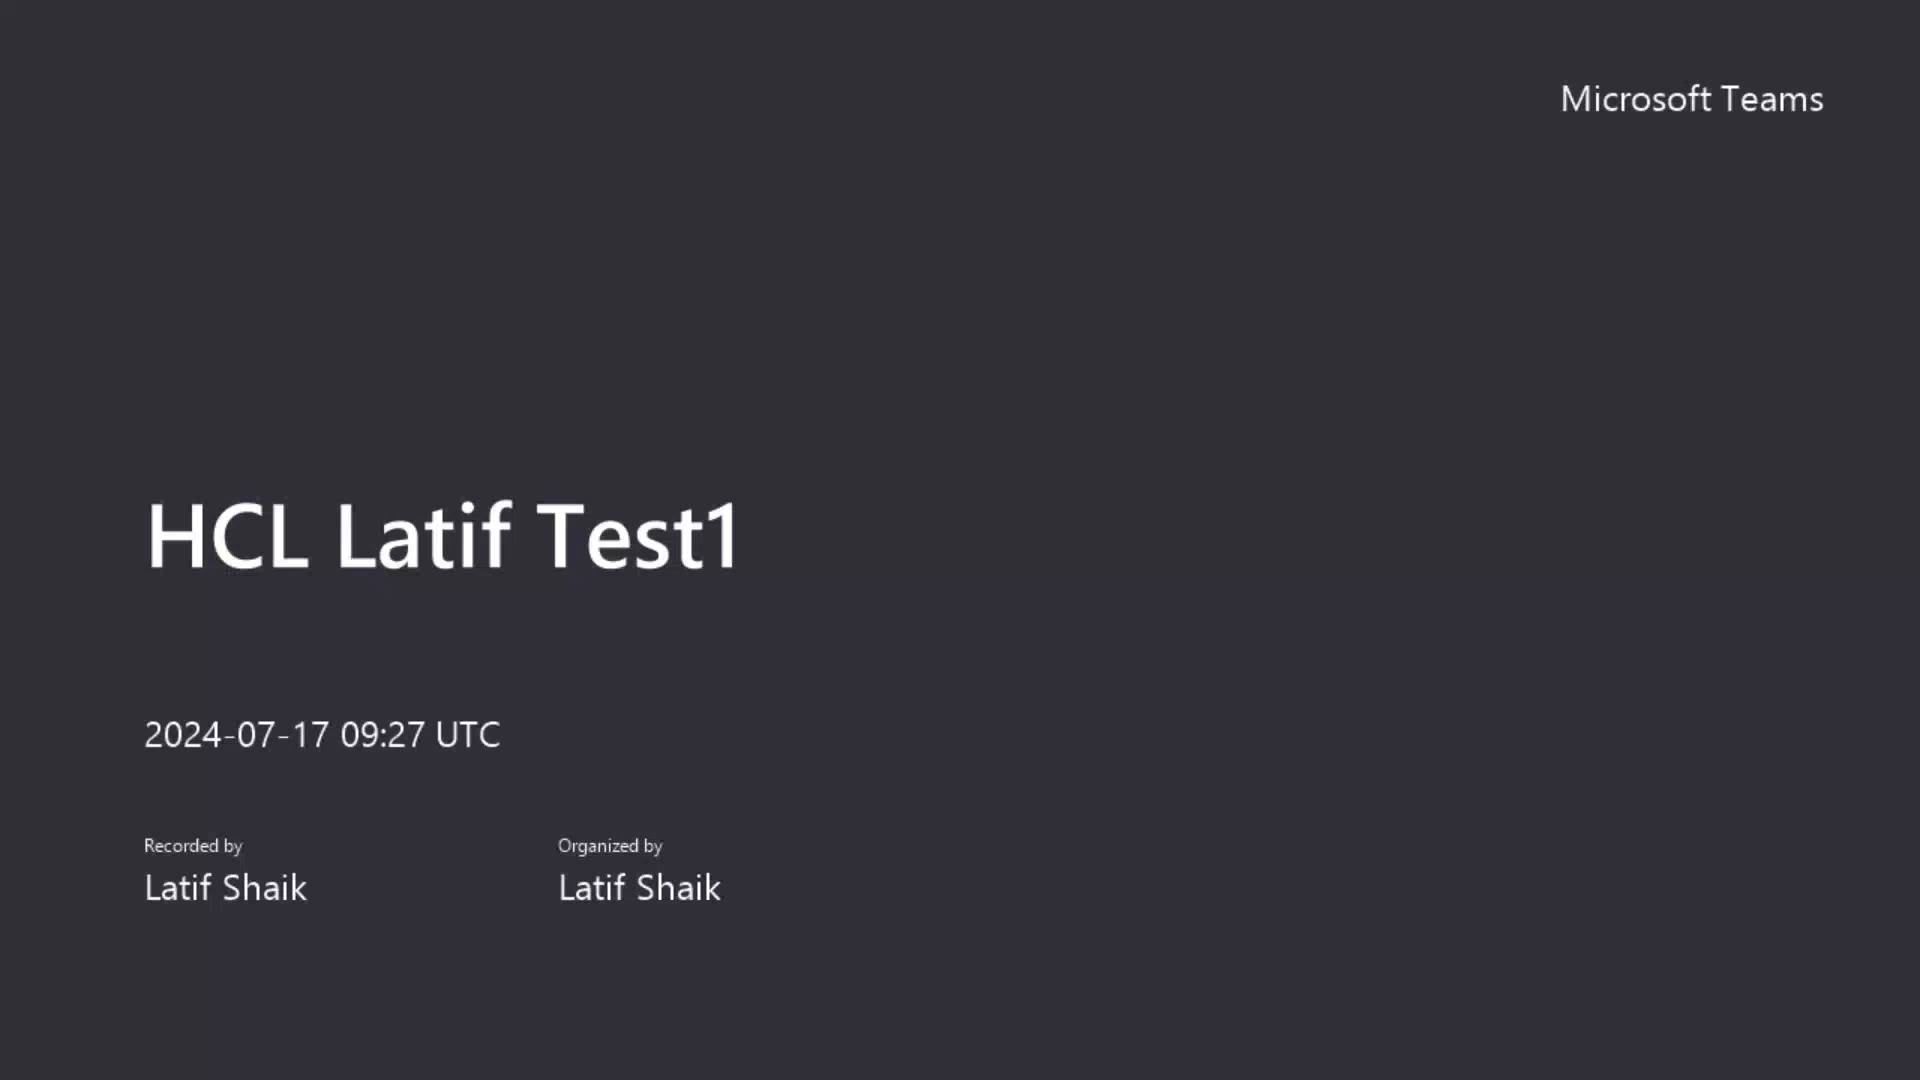 Microsoft Teams
HCL Latif Test1
2024-07-17 09:27 UTC
Recorded by
Latif Shaik
Organized by
Latif Shaik